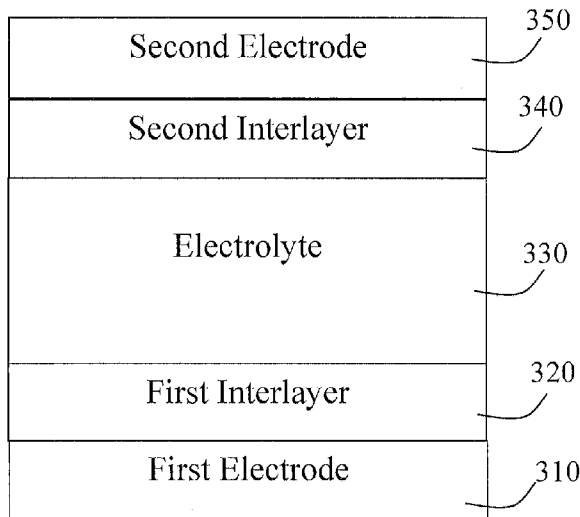 350
Second Electrode
340
Second Interlayer
Electrolyte
330
320
First Interlayer
First Electrode
310